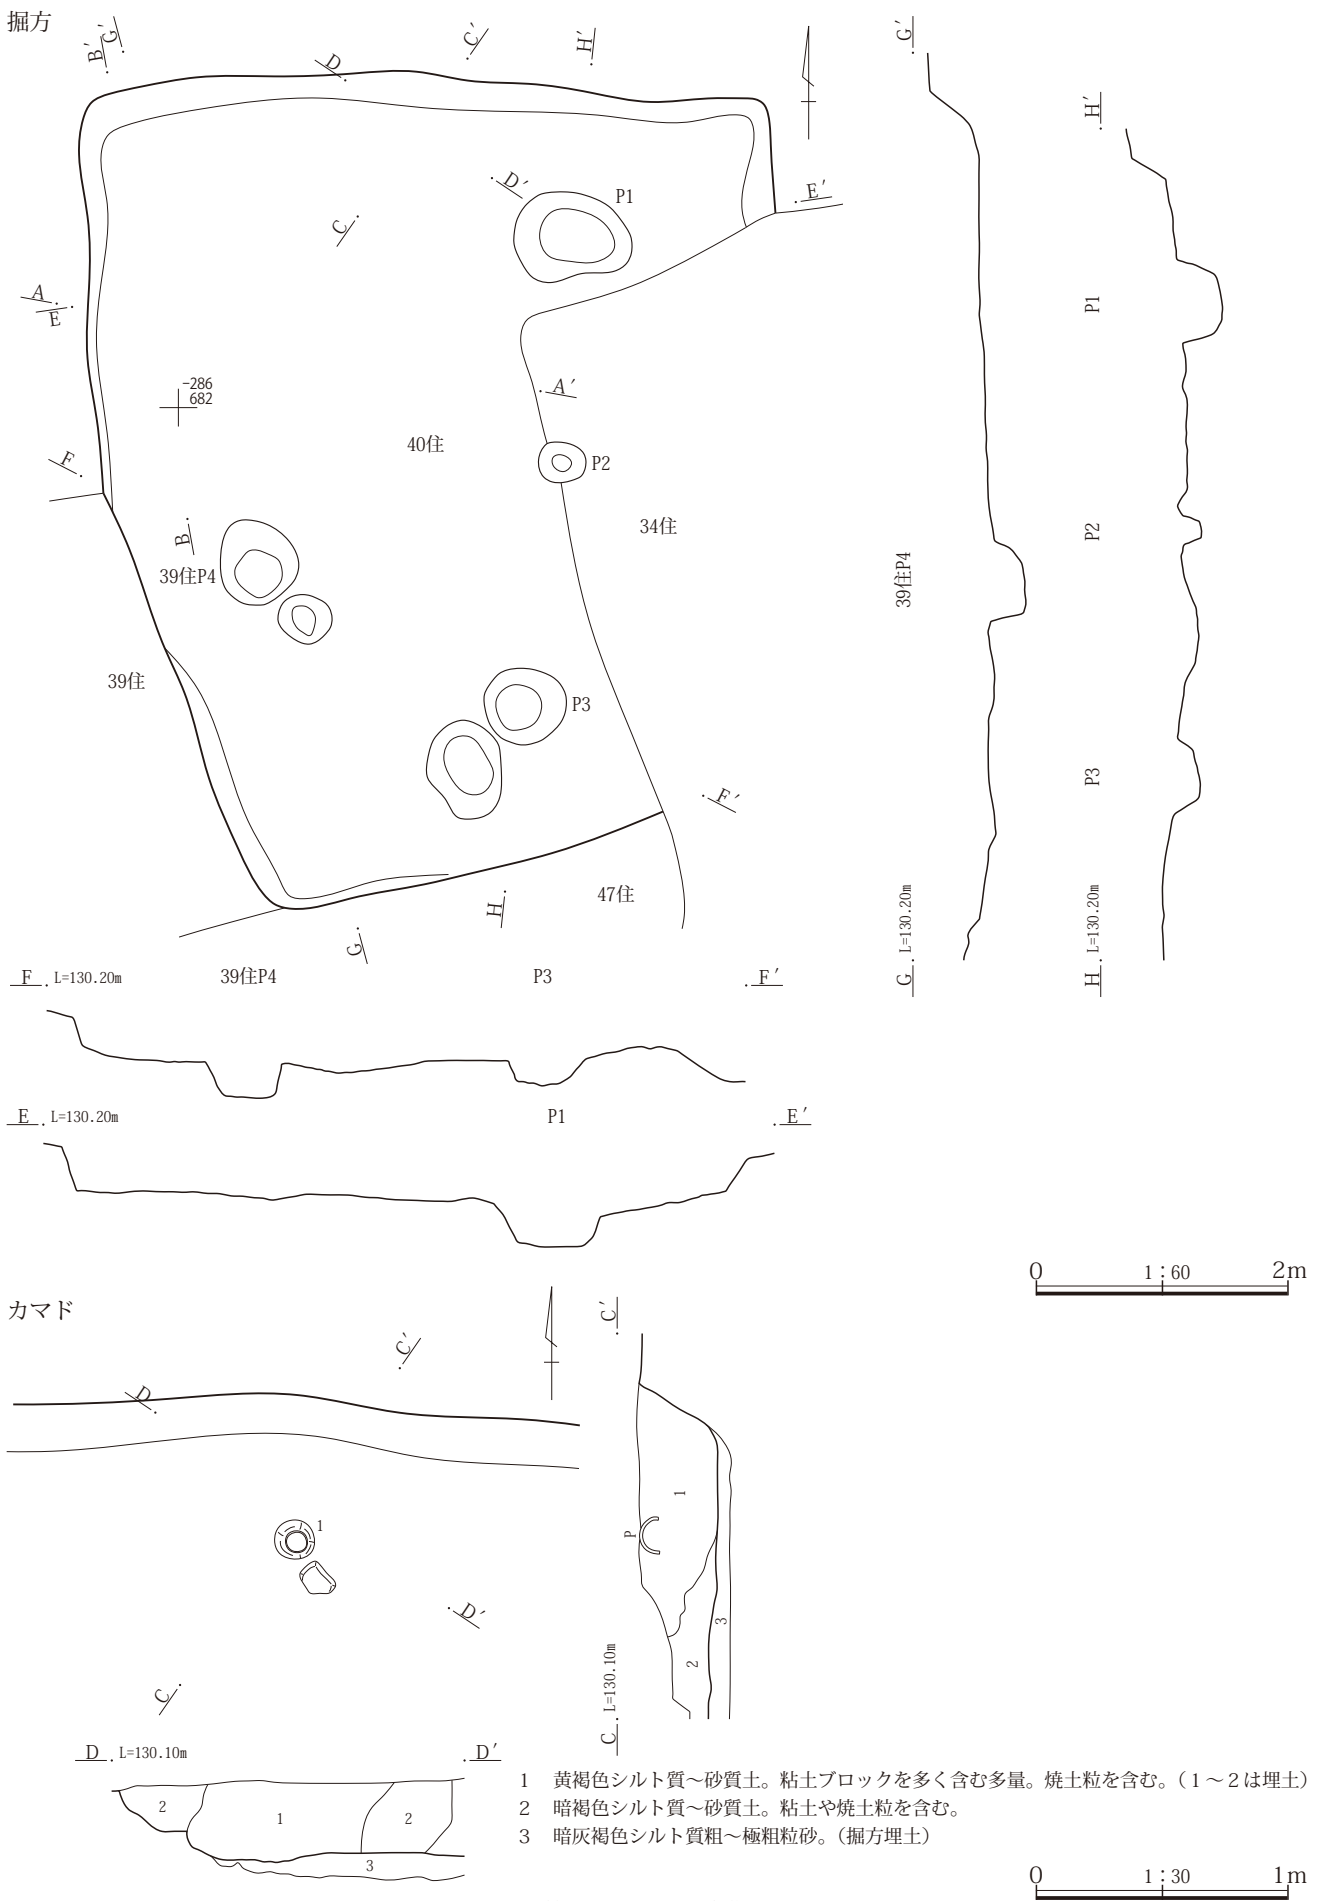 掘方
B′
G′
D
C′
H′
G′
H′
D′
P1
E′
C
A
E
P1
A′
-286
682
40住
F
P2
34住
B
39住P4
P2
39住P4
39住
P3
F′
P3
47住
H
G
G L=130.20m
H L=130.20m
F L=130.20m
39住P4
P3
F′
E L=130.20m
P1
E′
0 1：60 2m
カマド
C′
C′
D
1
1
P
D′
3
2
C
C L=130.10m
D L=130.10m
D′
2
1
2
3
1 黄褐色シルト質～砂質土。粘土ブロックを多く含む多量。焼土粒を含む。（１～２は埋土）
2 暗褐色シルト質～砂質土。粘土や焼土粒を含む。
3 暗灰褐色シルト質粗～極粗粒砂。（掘方埋土）
0 1：30 1m